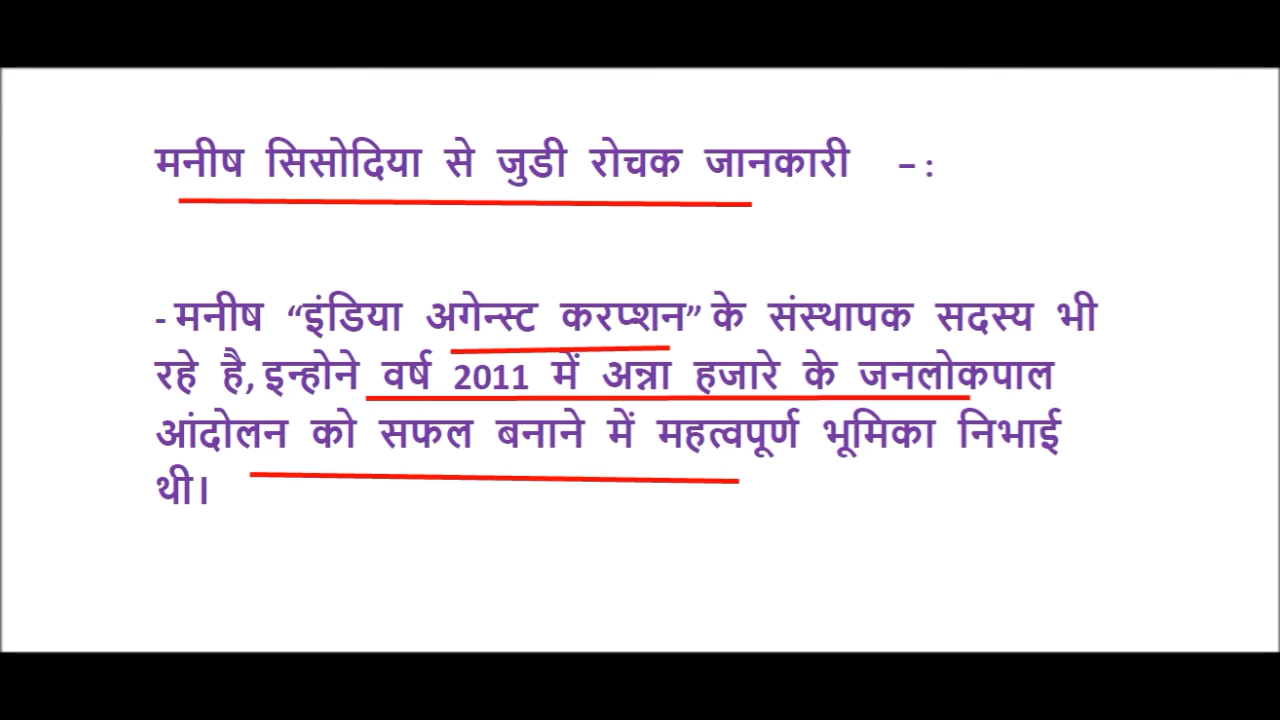 मनीष सिसोदिया से जुडी रोचक जानकारी – :
- मनीष “इंडिया अगेन्स्ट करप्शन” के संस्थापक सदस्य भी
रहे है, इन्होने वर्ष 2011 में अन्ना हजारे के जनलोकपाल
आंदोलन को सफल बनाने में महत्वपूर्ण भूमिका निभाई
थी।